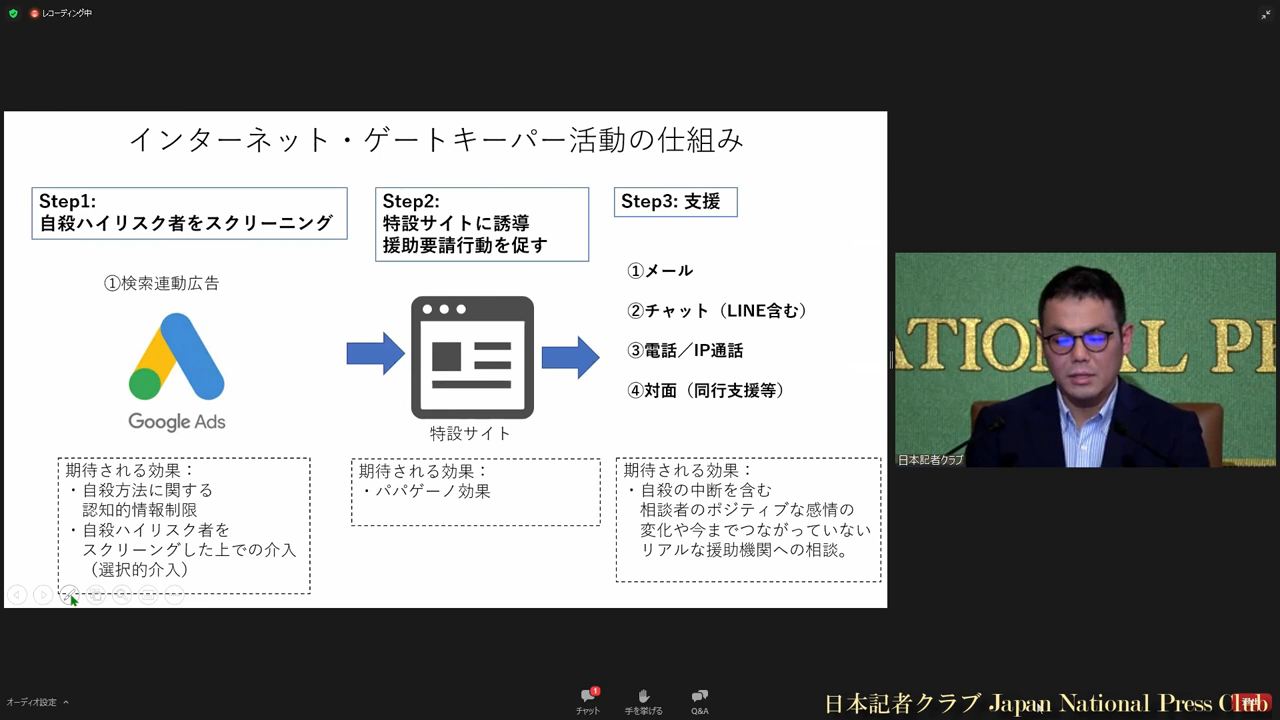 レコーディング中
インターネット・ゲートキーパー活動の仕組み
Step1:
自殺ハイリスク者をスクリーニング
①検索連動広告
Google Ads
期待される効果：
・自殺方法に関する
認知的情報制限
・自殺ハイリスク者を
スクリーングした上での介入
（選択的介入）
Step2:
特設サイトに誘導
援助要請行動を促す
特設サイト
期待される効果：
・パパゲーノ効果
Step3: 支援
①メール
②チャット（LINE含む）
③電話／IP通話
④対面（同行支援等）
期待される効果：
・自殺の中断を含む
相談者のポジティブな感情の
変化や今までつながっていない
リアルな援助機関への相談。
ATIONAL PR
日本記者クラブ
オーディオ設定
1
チャット
手を挙げる
Q&A
日本記者クラブ Japan National Press Club